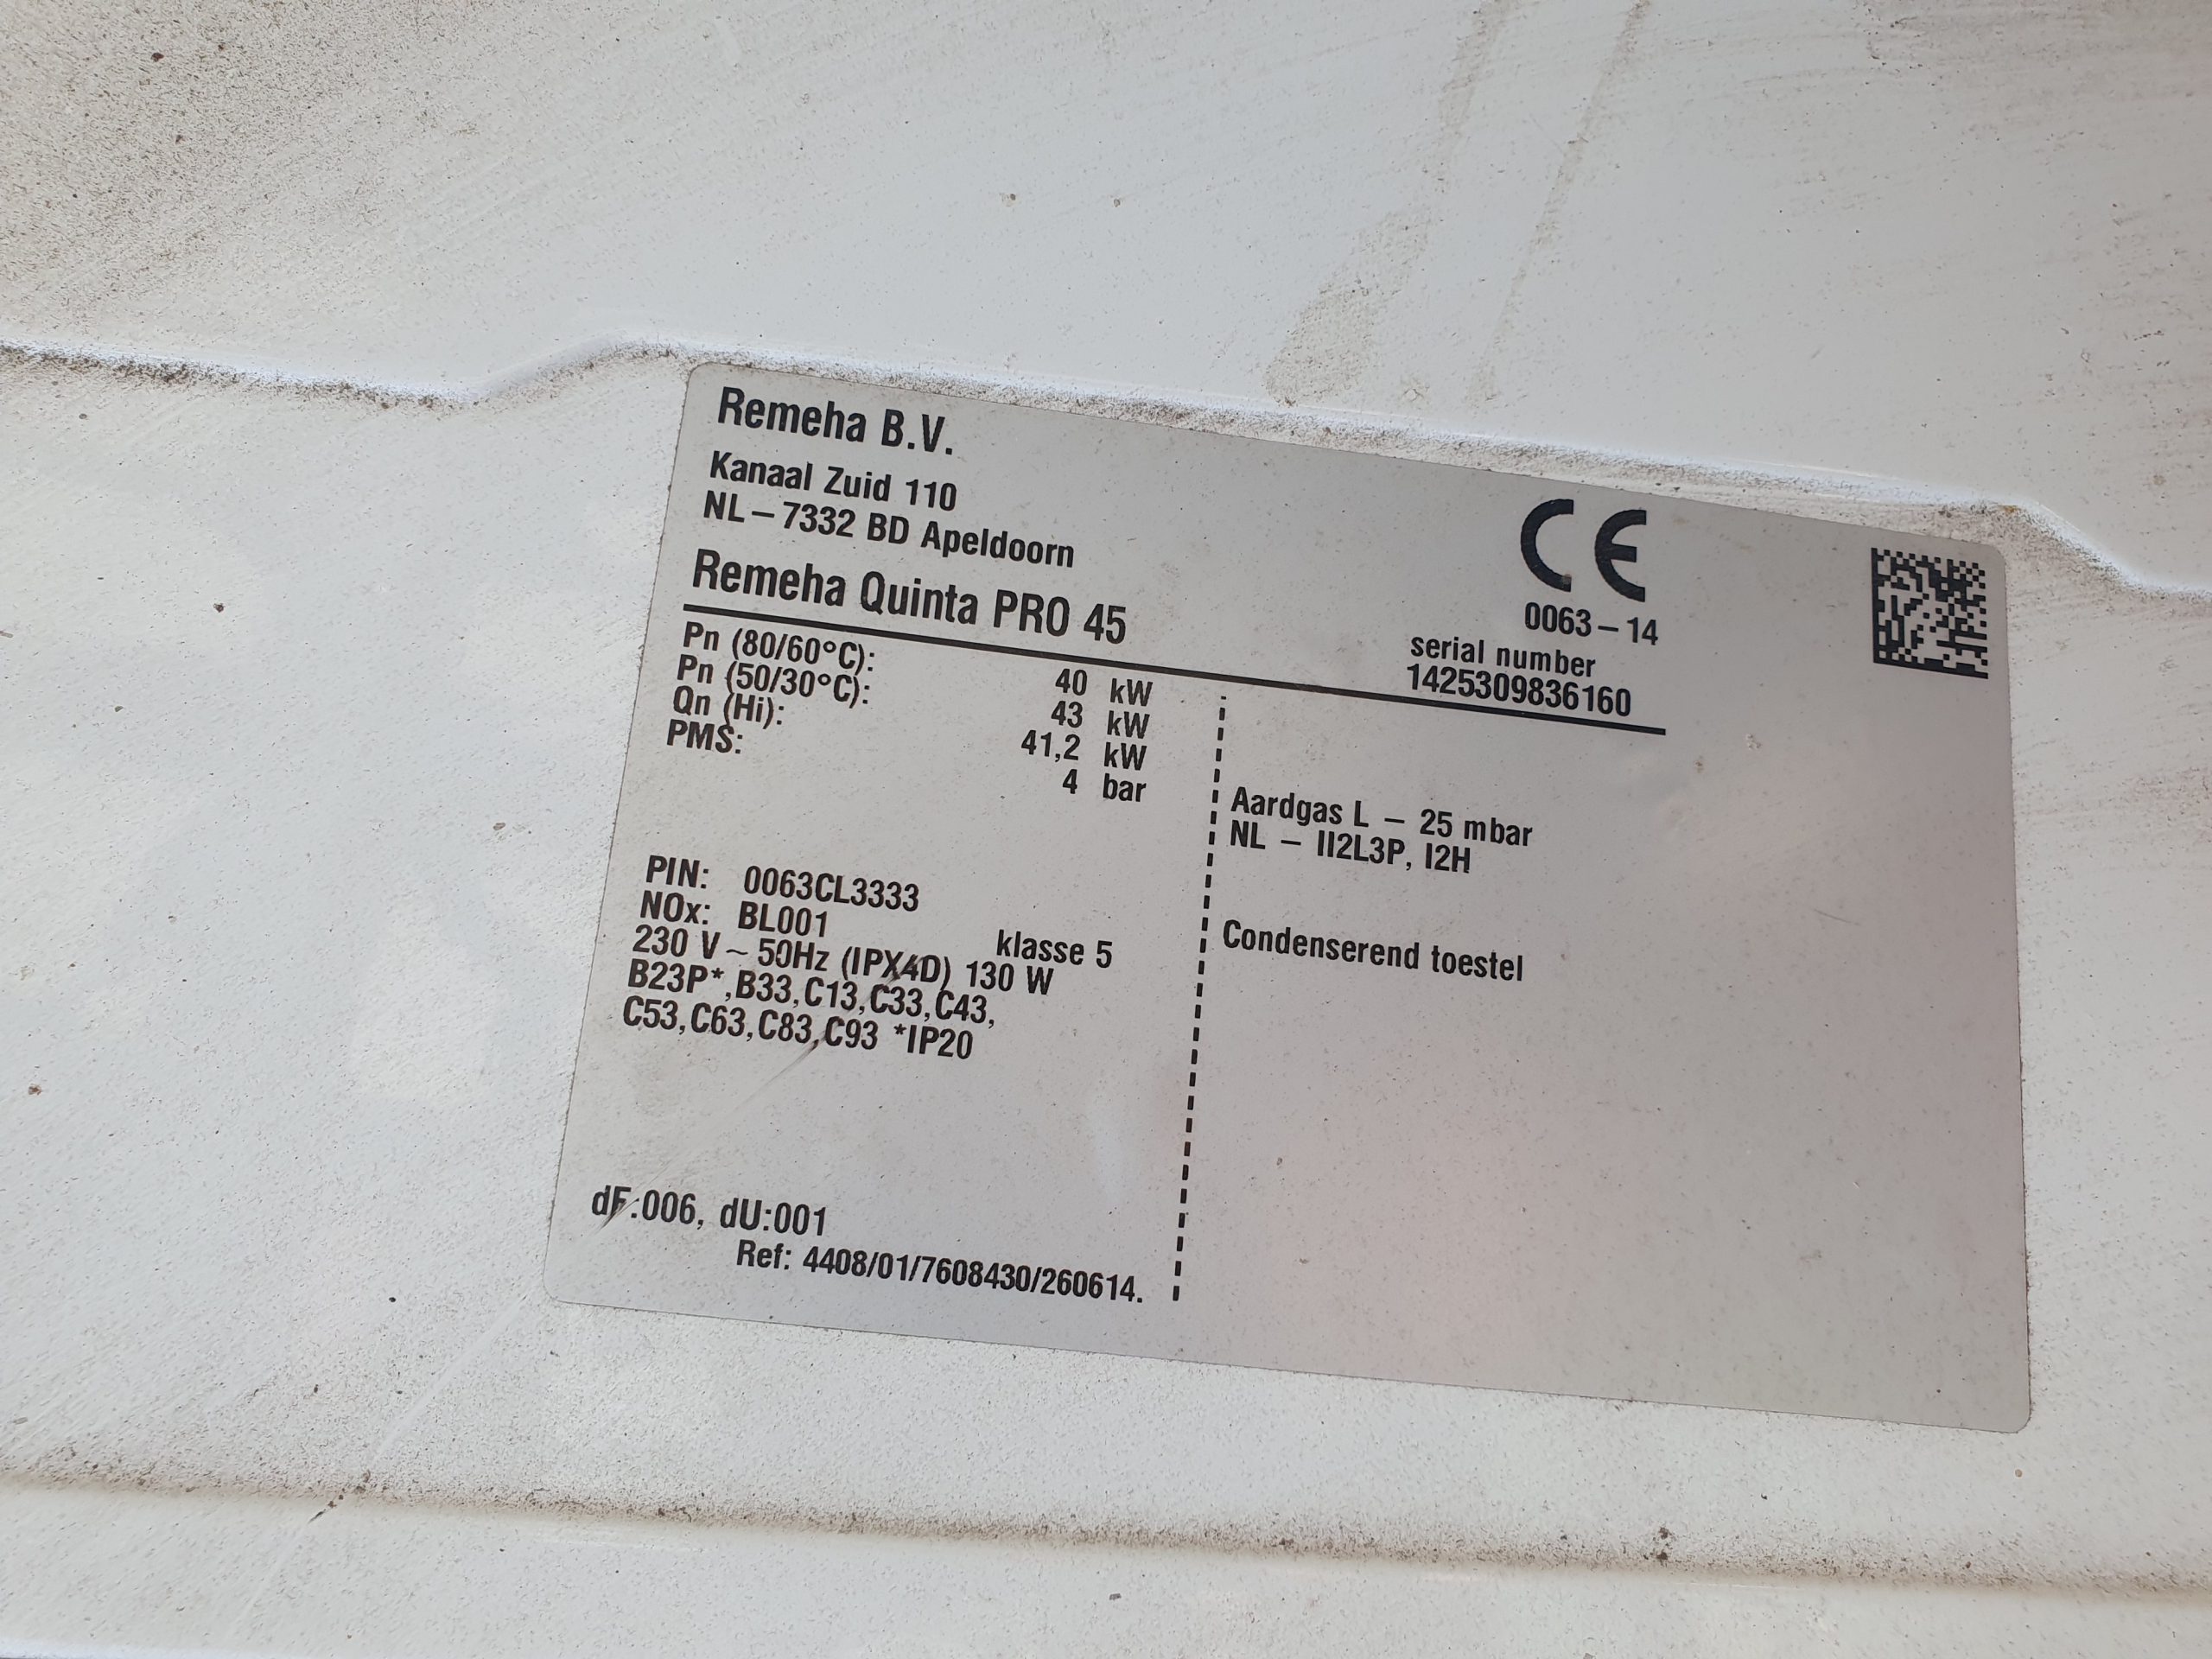 Remeha B.V.
Kanaal Zuid 110
NL – 7332 BD Apeldoorn
Remeha Quinta PRO 45
CE
0063 – 14
serial number
1425309836160
Pn (80/60°C): 40 kW
Pn (50/30°C): 43 kW
Qn (Hi): 41,2 kW
PMS: 4 bar
PIN: 0063CL3333
NOx: BL001 klasse 5
230 V ~ 50Hz (IPX4D) 130 W
B23P*,B33,C13,C33,C43,
C53,C63,C83,C93 *IP20
dF:006, dU:001
Ref: 4408/01/7608430/260614.
Aardgas L – 25 mbar
NL – II2L3P, I2H
Condenserend toestel